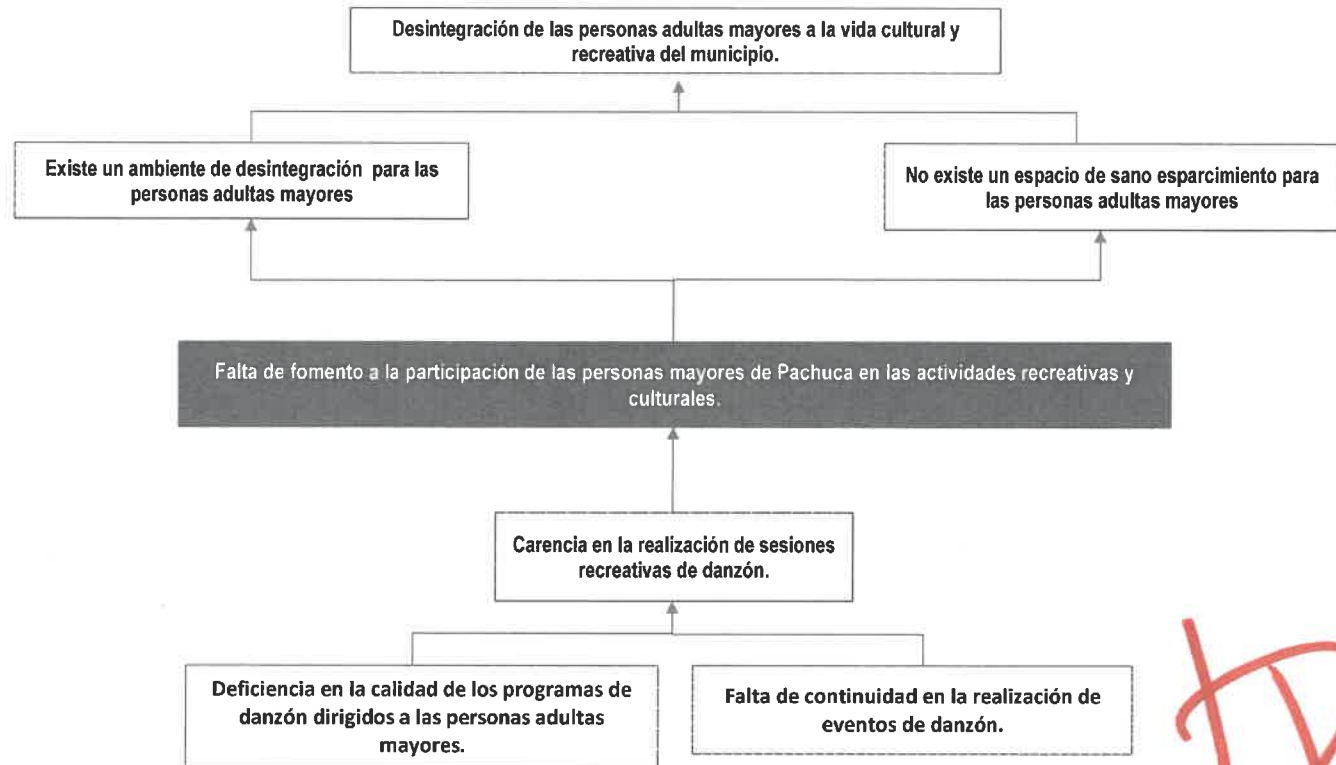 Desintegración de las personas adultas mayores a la vida cultural y
recreativa del municipio.
Existe un ambiente de desintegración para las
personas adultas mayores
No existe un espacio de sano esparcimiento para
las personas adultas mayores
Falta de fomento a la participación de las personas mayores de Pachuca en las actividades recreativas y
culturales.
Carencia en la realización de sesiones
recreativas de danzón.
Deficiencia en la calidad de los programas de
danzón dirigidos a las personas adultas
mayores.
Falta de continuidad en la realización de
eventos de danzón.